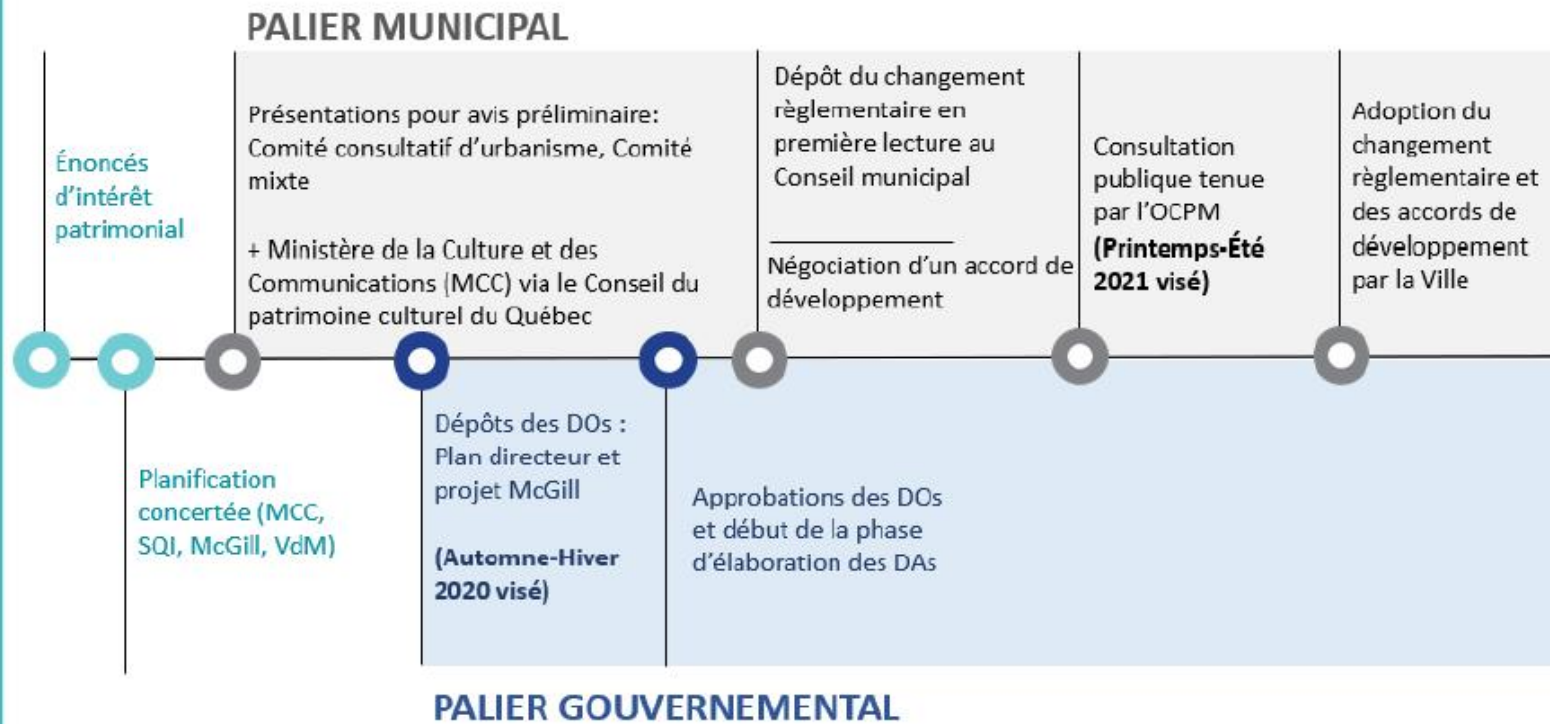 PALIER MUNICIPAL
Énoncés
d'intérêt
patrimonial
Présentations pour avis préliminaire:
Comité consultatif d'urbanisme, Comité
mixte
+ Ministère de la Culture et des
Communications (MCC) via le Conseil du
patrimoine culturel du Québec
Dépôt du changement
règlementaire en
première lecture au
Conseil municipal
Négociation d'un accord de
développement
Consultation
publique tenue
par l'OCPM
(Printemps-Été
2021 visé)
Adoption du
changement
règlementaire et
des accords de
développement
par la Ville
Planification
concertée (MCC,
SQI, McGill, VdM)
Dépôts des DOs :
Plan directeur et
projet McGill
(Automne-Hiver
2020 visé)
Approbations des DOs
et début de la phase
d'élaboration des DAs
PALIER GOUVERNEMENTAL